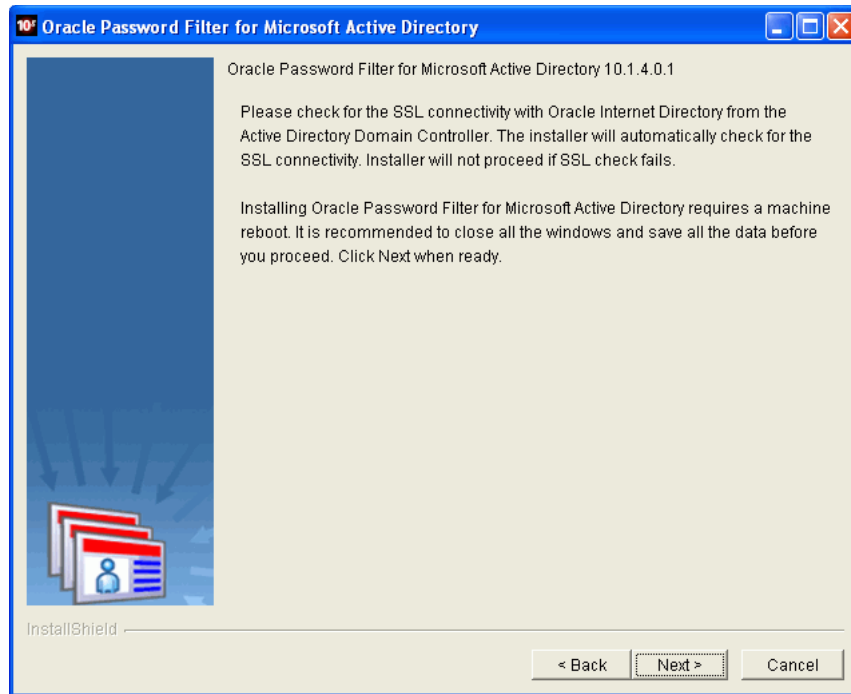 10g Oracle Password Filter for Microsoft Active Directory
Oracle Password Filter for Microsoft Active Directory 10.1.4.0.1
Please check for the SSL connectivity with Oracle Internet Directory from the
Active Directory Domain Controller. The installer will automatically check for the
SSL connectivity. Installer will not proceed if SSL check fails.
Installing Oracle Password Filter for Microsoft Active Directory requires a machine
reboot. It is recommended to close all the windows and save all the data before
you proceed. Click Next when ready.
InstallShield
< Back Next > Cancel